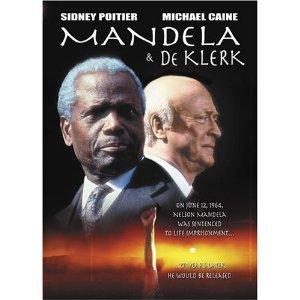 SIDNEY POITIER MICHAEL CAINE
MANDELA
& DE KLERK
ON JUNE 12, 1964,
NELSON MANDELA
WAS SENTENCED
TO LIFE IMPRISONMENT...
27 YEARS LATER
HE WOULD BE RELEASED